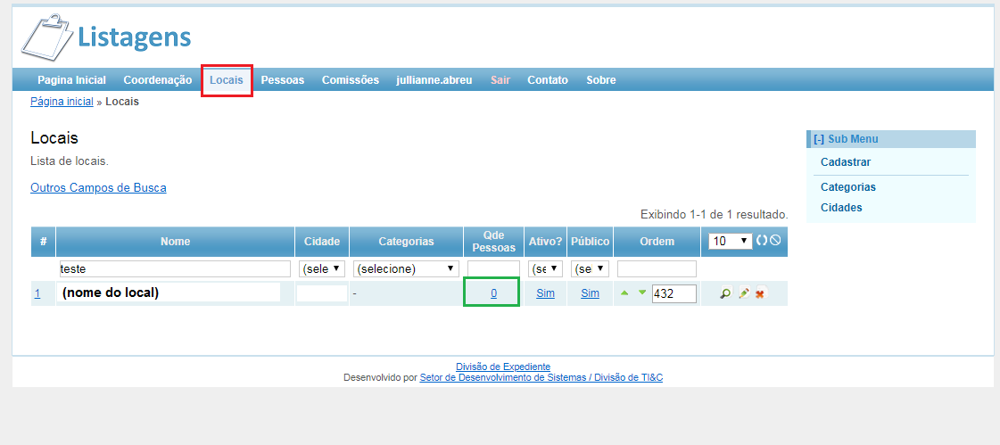 Listagens
Pagina Inicial Coordenação Locais Pessoas Comissões jullianne.abreu Sair Contato Sobre
Página inicial » Locais
Locais
[-] Sub Menu
Lista de locais.
Cadastrar
Outros Campos de Busca
Categorias
Cidades
Exibindo 1-1 de 1 resultado.
# Nome Cidade Categorias Qde Pessoas Ativo? Público Ordem 10
teste (sele (selecione) (se (se
1 (nome do local) - 0 Sim Sim 432
Divisão de Expediente
Desenvolvido por Setor de Desenvolvimento de Sistemas / Divisão de TI&C